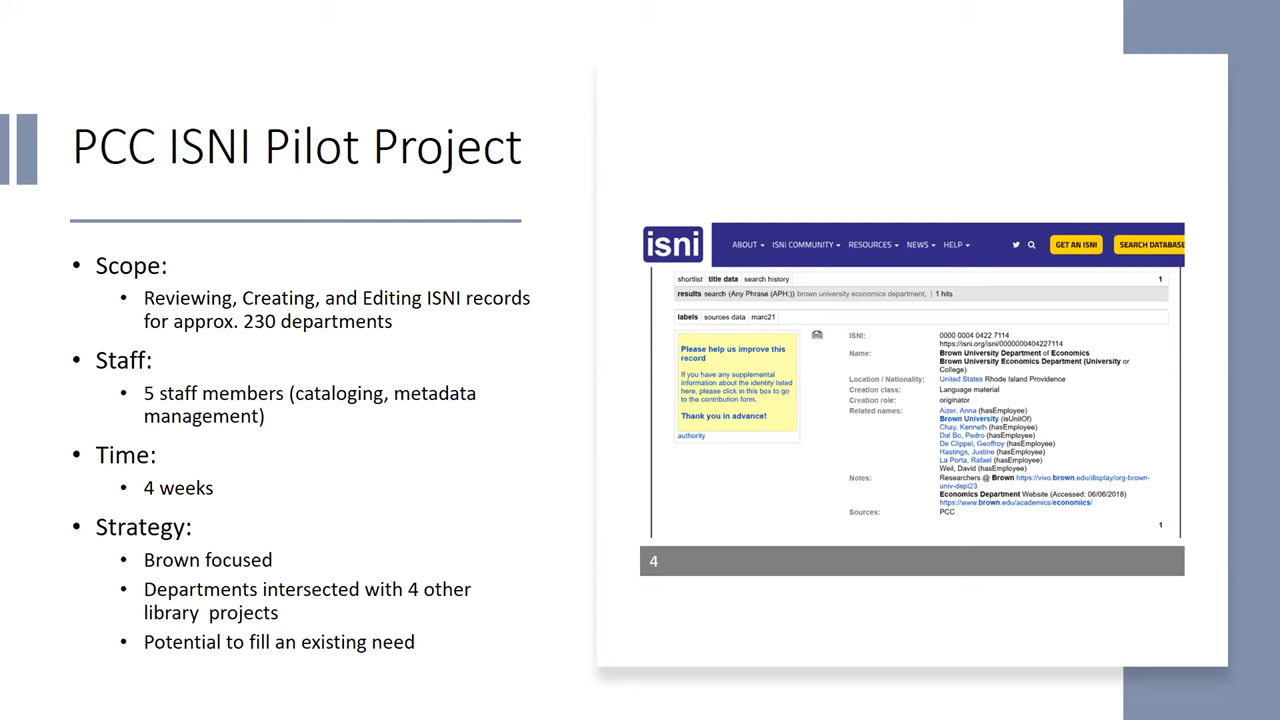 PCC ISNI Pilot Project
• Scope:
• Reviewing, Creating, and Editing ISNI records
for approx. 230 departments
• Staff:
• 5 staff members (cataloging, metadata
management)
• Time:
• 4 weeks
• Strategy:
• Brown focused
• Departments intersected with 4 other
library projects
• Potential to fill an existing need
isni
ABOUT ISNI COMMUNITY RESOURCES NEWS HELP GET AN ISNI SEARCH DATABASE
shortlist title data search history 1
results search (Any Phrase (APH:)) brown university economics department, | 1 hits
labels sources data marc21
Please help us improve this
record
If you have any supplemental
information about the identity listed
here, please click in this box to go
to the contribution form.
Thank you in advance!
authority
ISNI: 0000 0004 0422 7114
https://isni.org/isni/0000000404227114
Name: Brown University Department of Economics
Brown University Economics Department (University or
College)
Location / Nationality: United States Rhode Island Providence
Creation class: Language material
Creation role: originator
Related names: Aizer, Anna (hasEmployee)
Brown University (isUnitOf)
Chay, Kenneth (hasEmployee)
Dal Bo, Pedro (hasEmployee)
De Clippel, Geoffroy (hasEmployee)
Hastings, Justine (hasEmployee)
La Porta, Rafael (hasEmployee)
Weil, David (hasEmployee)
Notes: Researchers @ Brown https://vivo.brown.edu/display/org-brown-
univ-dept23
Economics Department Website (Accessed: 06/06/2018)
https://www.brown.edu/academics/economics/
Sources: PCC
1
4